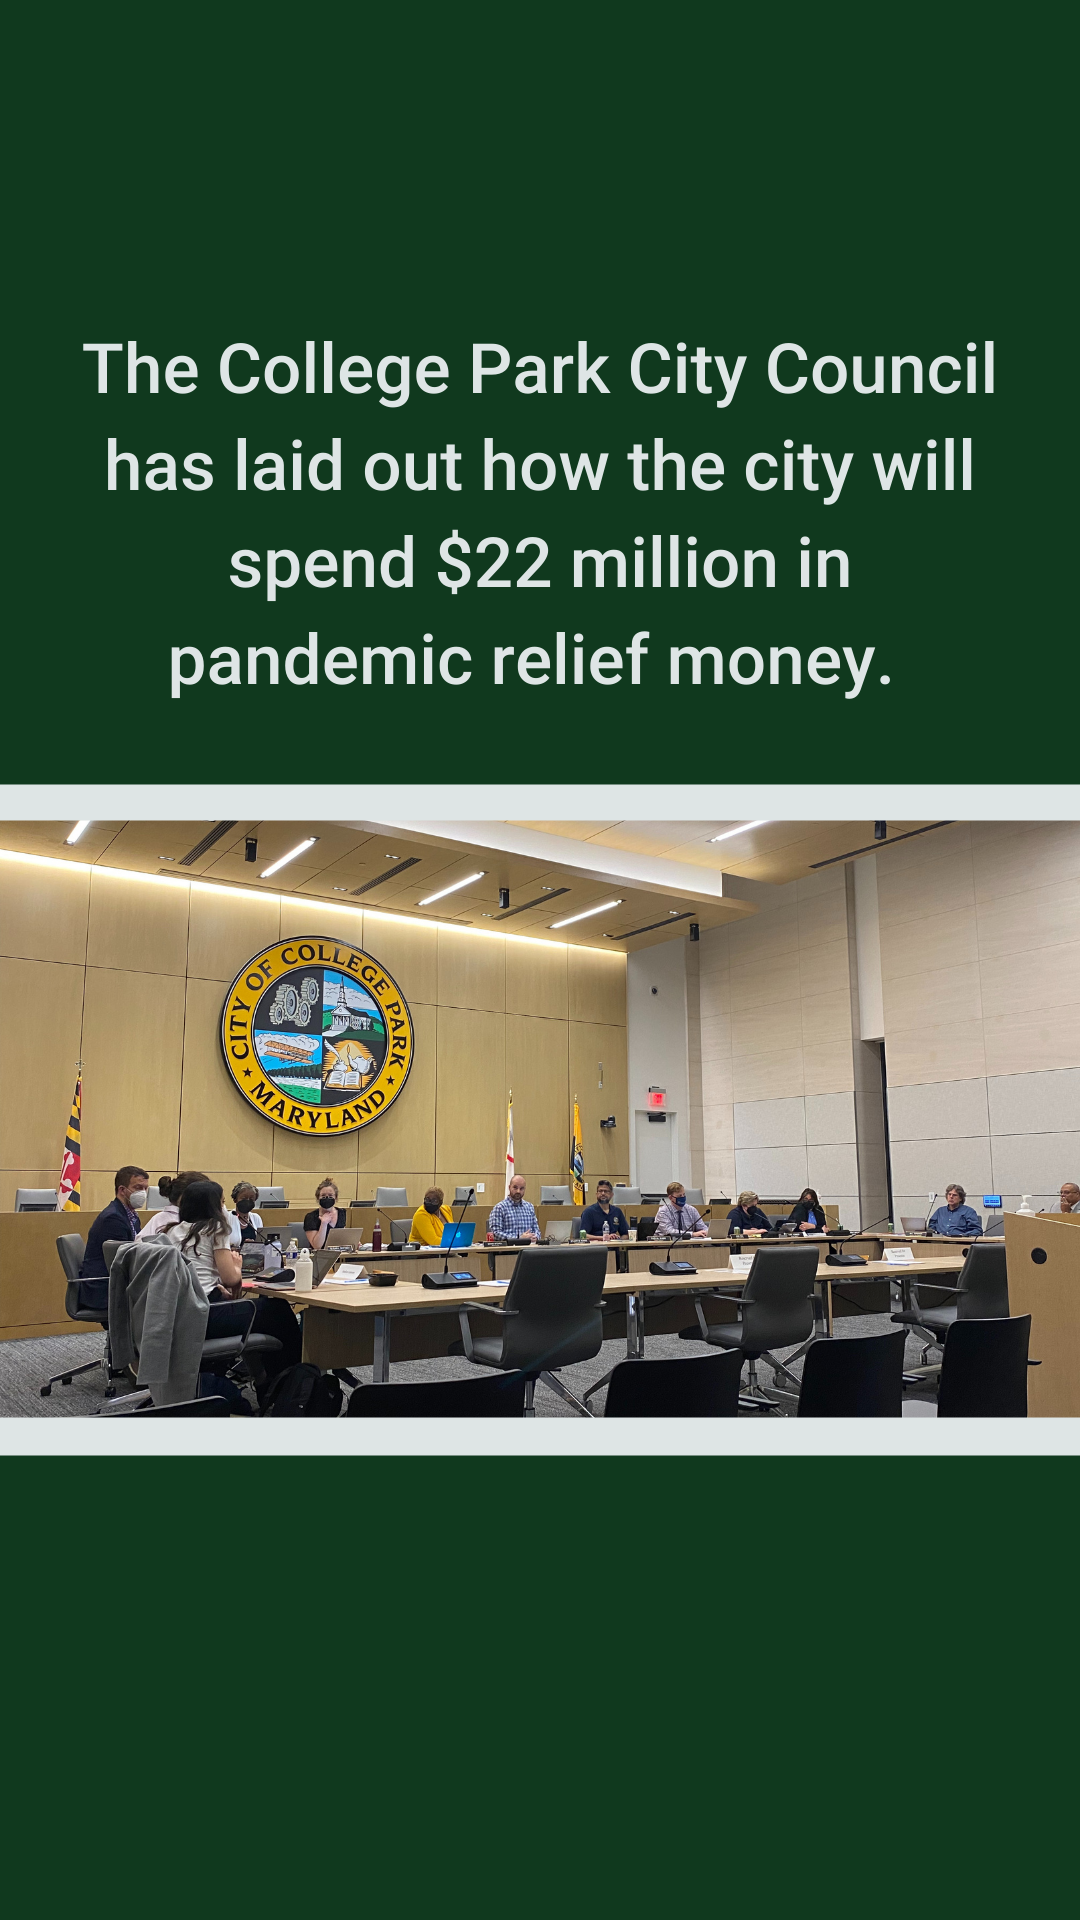 The College Park City Council
has laid out how the city will
spend $22 million in
pandemic relief money.
CITY OF COLLEGE PARK
MARYLAND